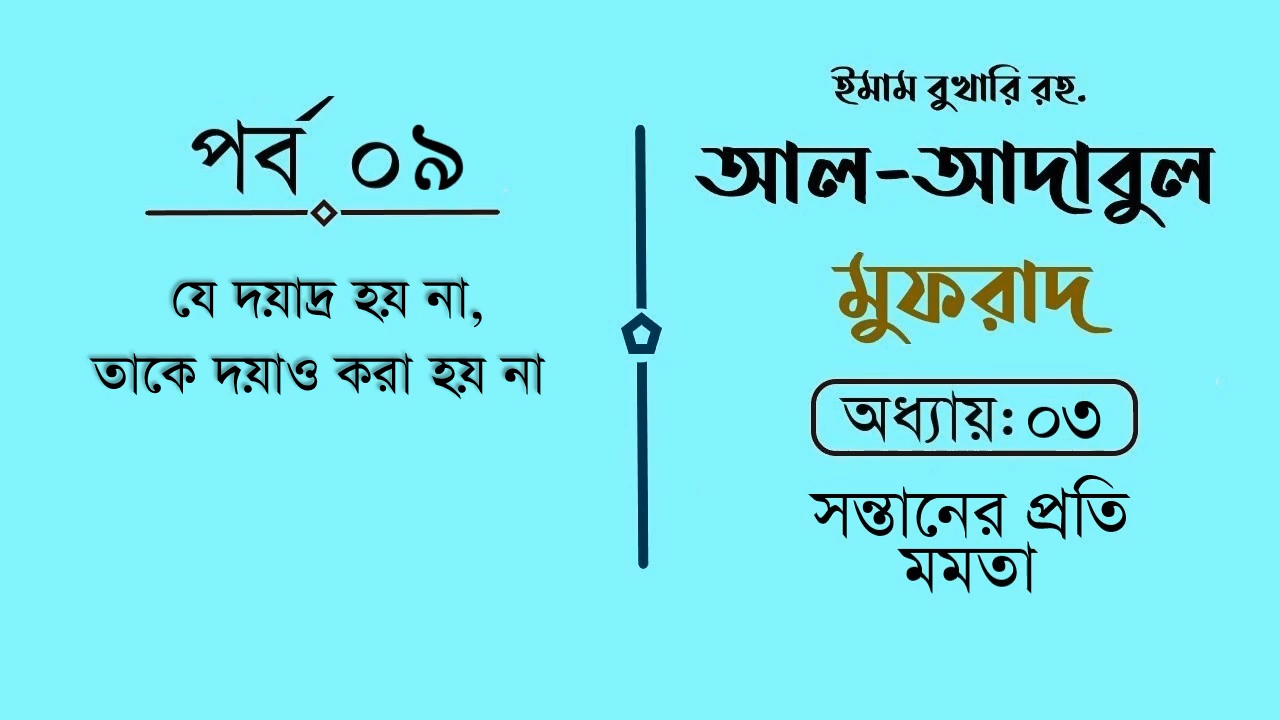 পর্ব ০৯
যে দয়াদ্র হয় না,
তাকে দয়াও করা হয় না
ইমাম বুখারি রহ.
আল-আদাবুল
মুফরাদ
অধ্যায়: ০৩
সন্তানের প্রতি
মমতা